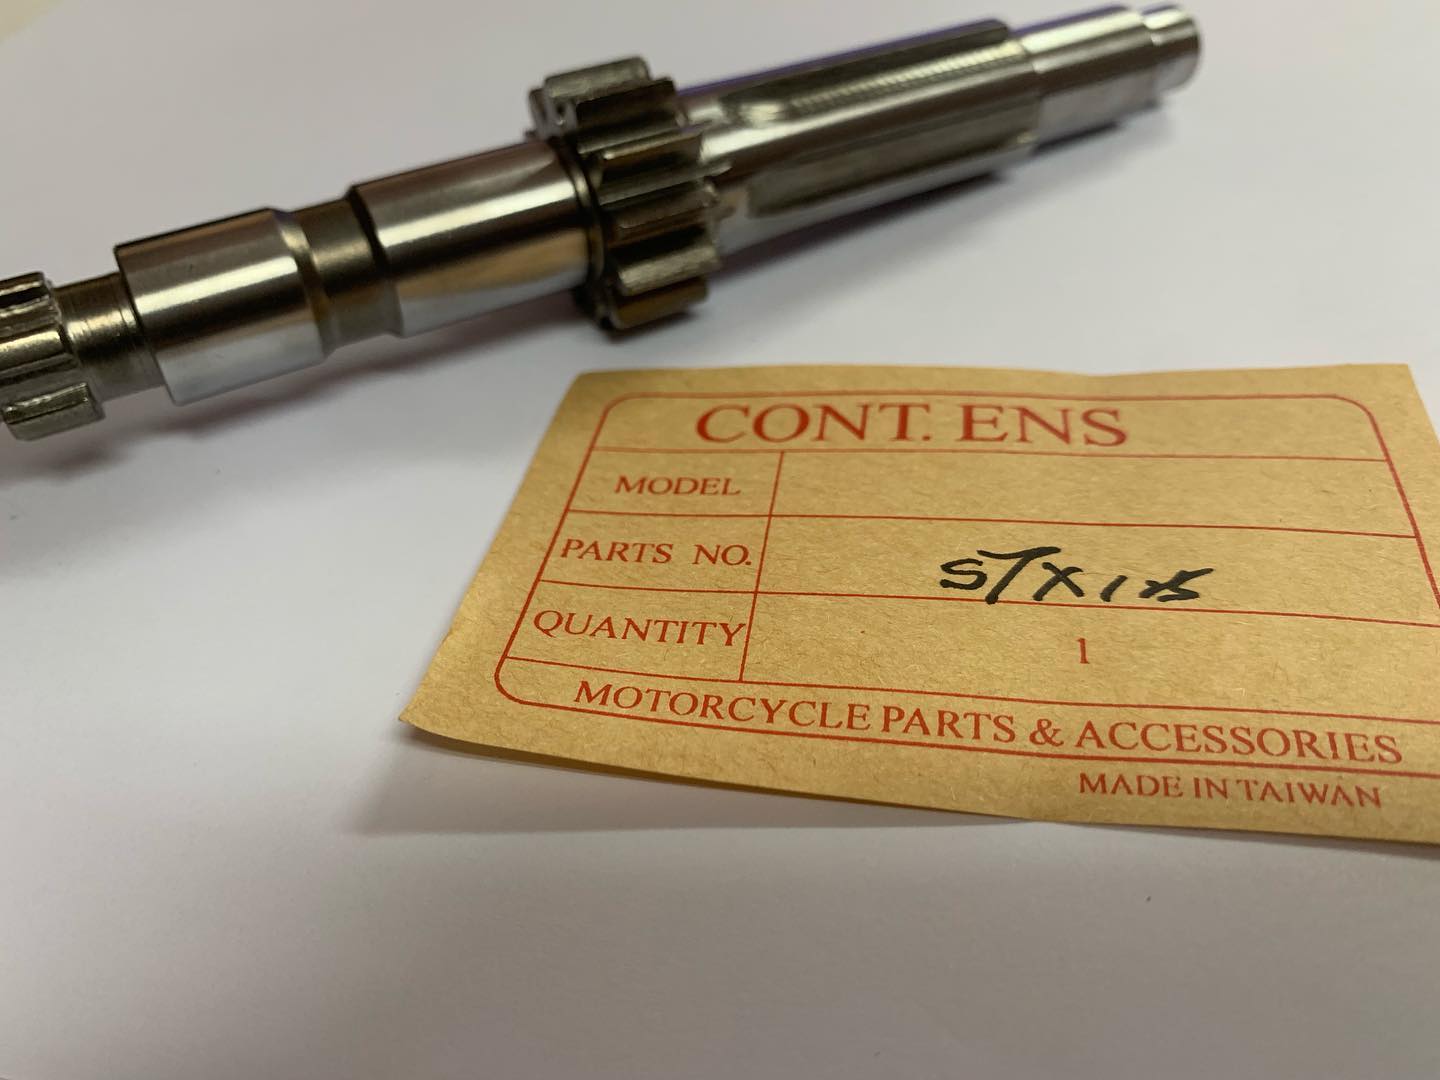 CONT. ENS
MODEL
PARTS NO.
QUANTITY 1
MOTORCYCLE PARTS & ACCESSORIES
MADE IN TAIWAN